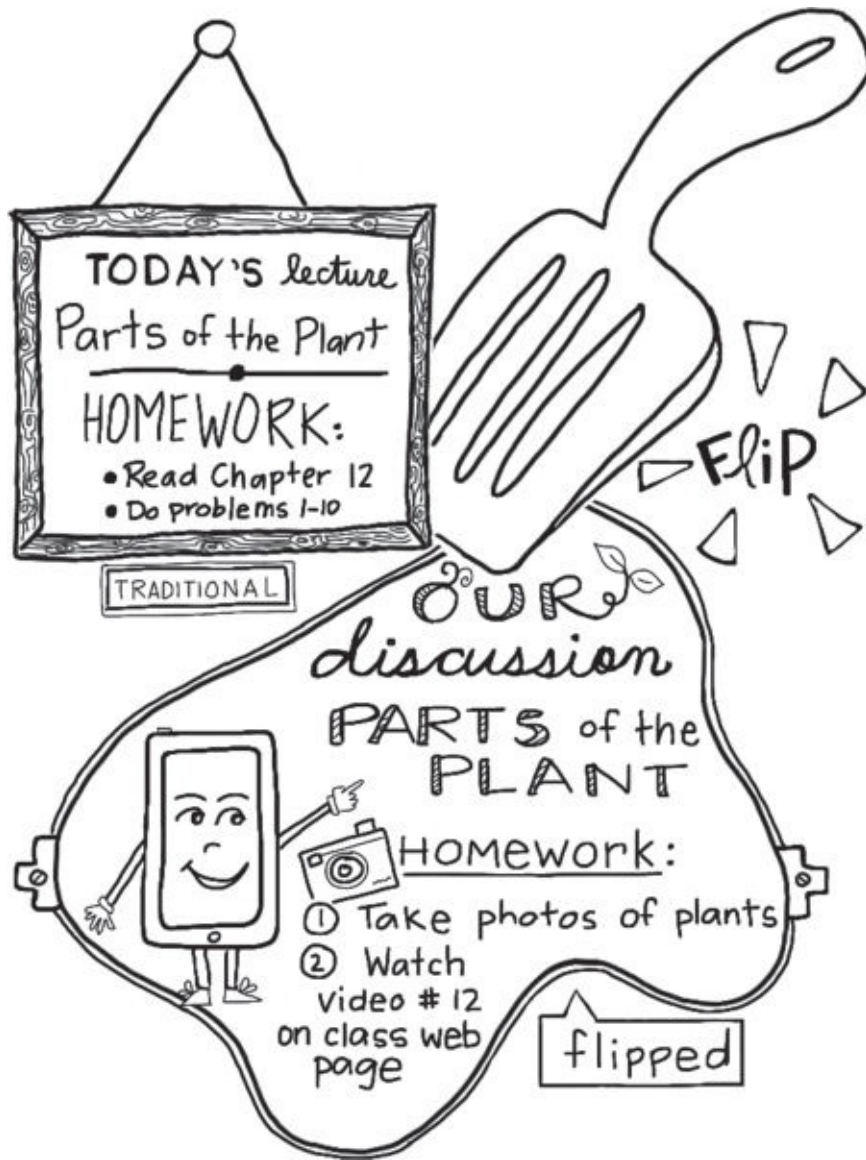 TODAY'S lecture
Parts of the Plant
HOMEWORK:
• Read Chapter 12
• Do problems 1-10
TRADITIONAL
FliP
OUR
discussion
PARTS of the
PLANT
HOMEWORK:
① Take photos of plants
② Watch
video # 12
on class web
page
flipped